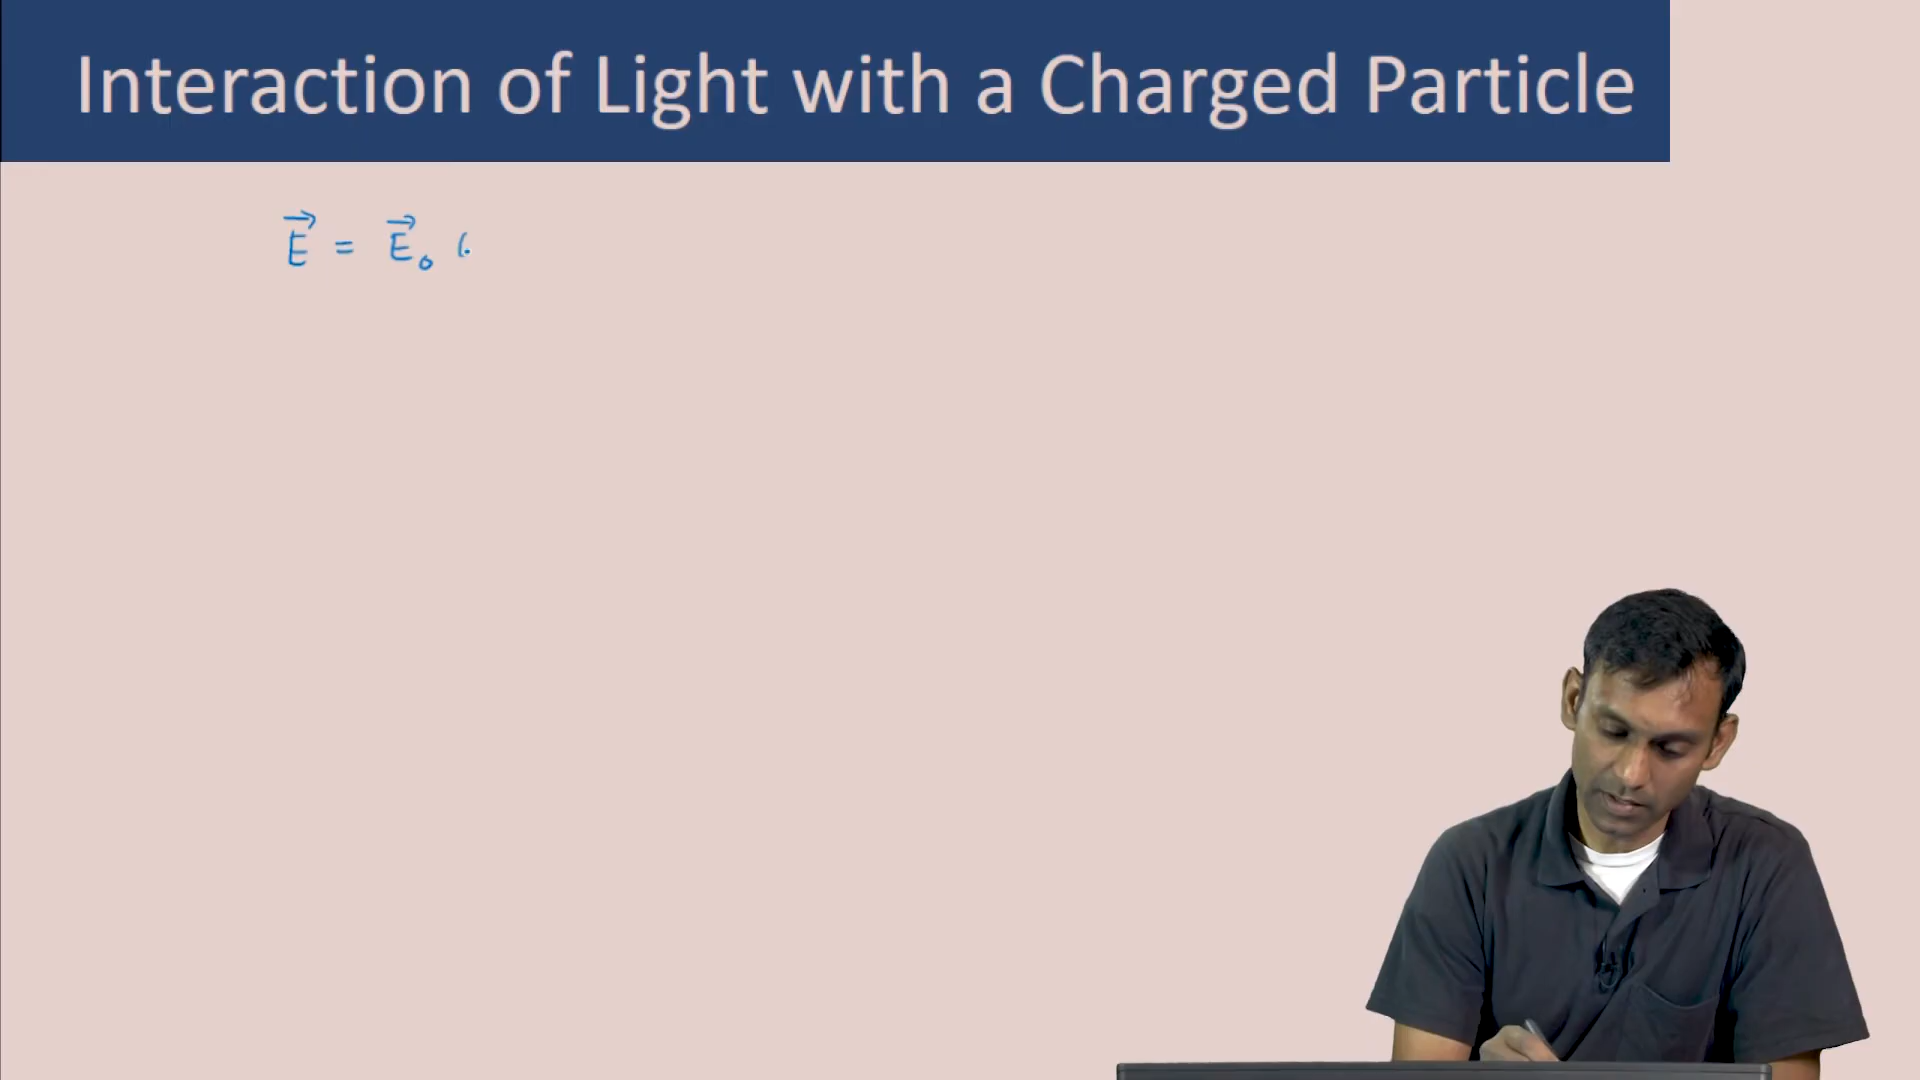 Interaction of Light with a Charged Particle
E⃗ = E⃗₀ (